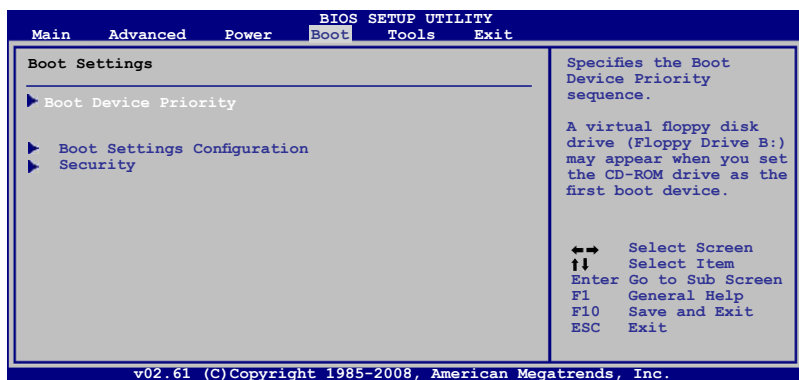 BIOS SETUP UTILITY
Main Advanced Power Boot Tools Exit
Boot Settings
Boot Device Priority
Boot Settings Configuration
Security
Specifies the Boot
Device Priority
sequence.
A virtual floppy disk
drive (Floppy Drive B:)
may appear when you set
the CD-ROM drive as the
first boot device.
←→ Select Screen
↑↓ Select Item
Enter Go to Sub Screen
F1 General Help
F10 Save and Exit
ESC Exit
v02.61 (C)Copyright 1985-2008, American Megatrends, Inc.